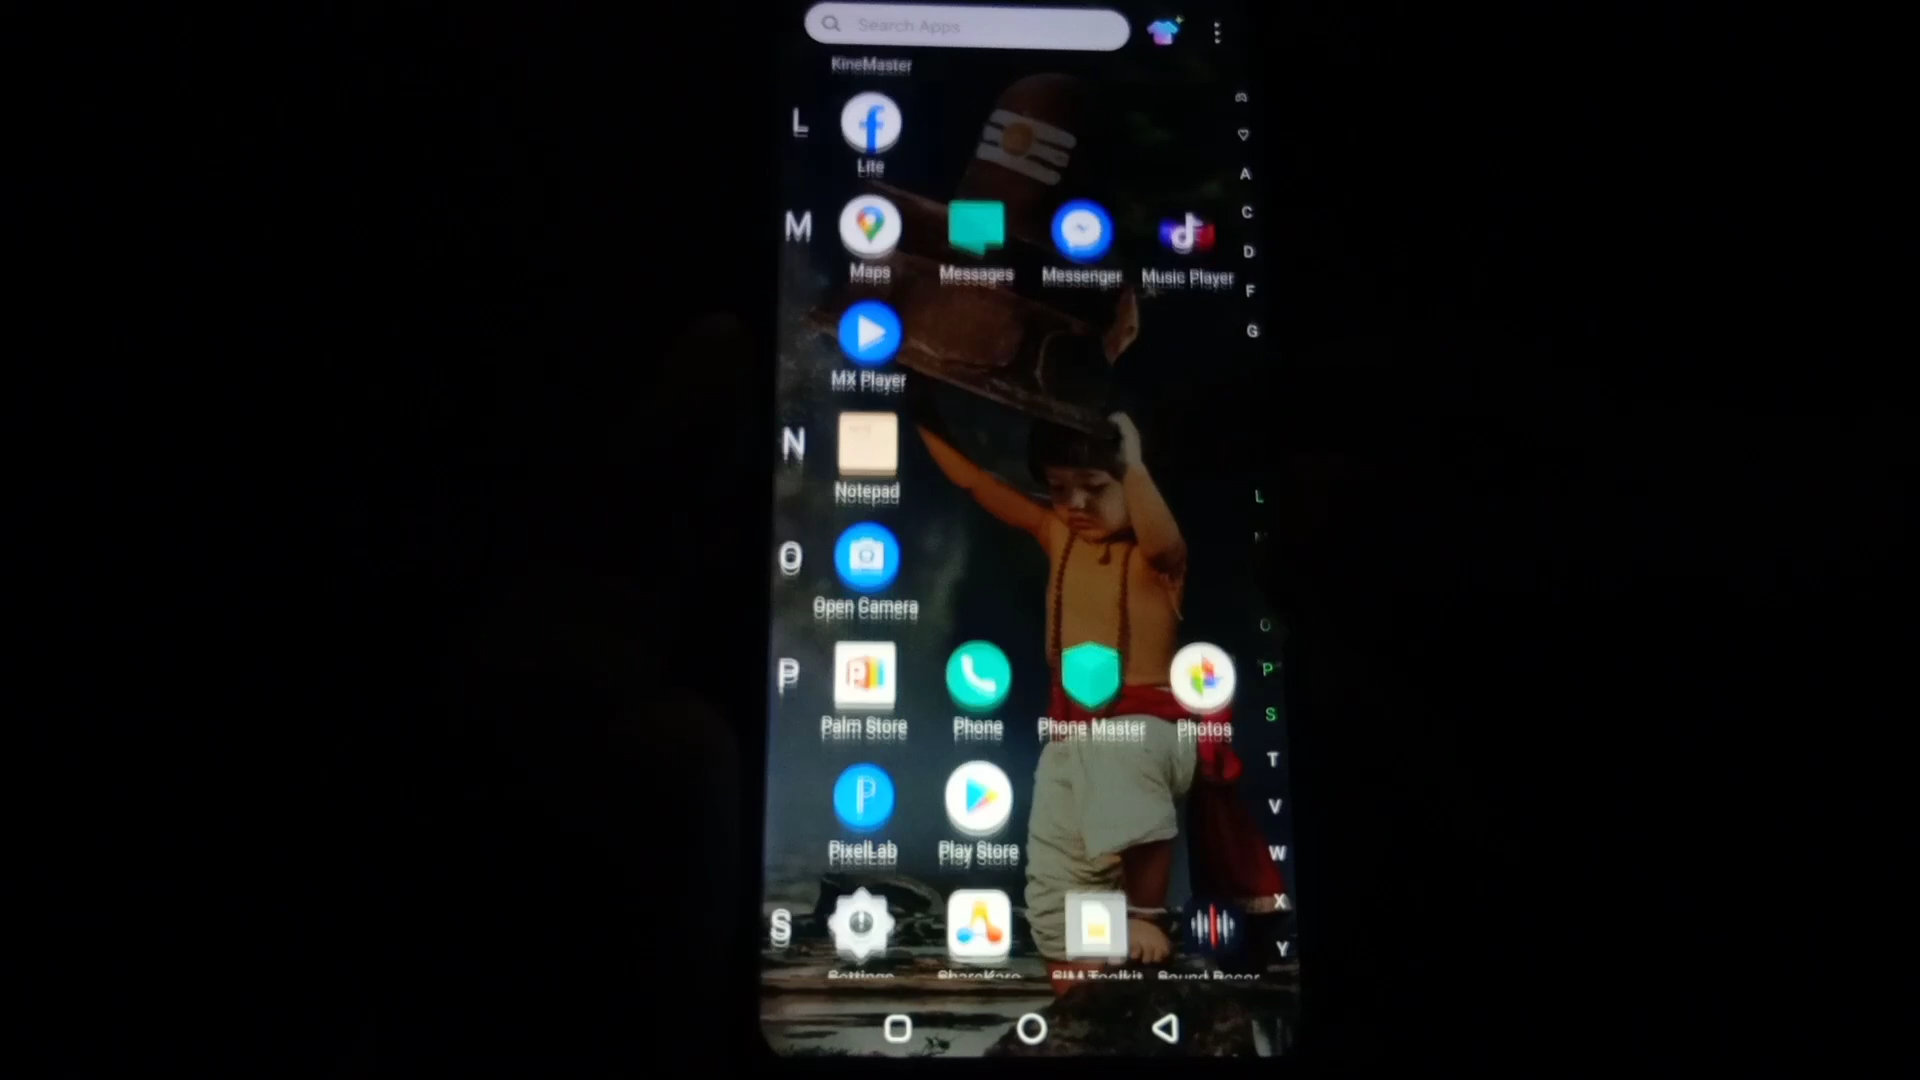 Search Apps
KineMaster
L
Lite
M
Maps Messages Messenger Music Player
MX Player
N
Notepad
O
Open Camera
P
Palm Store Phone Phone Master Photos
PixelLab Play Store
S
Settings SIM Toolkit Sound Recor
A
C
D
F
G
L
M
O
P
S
T
V
W
X
Y